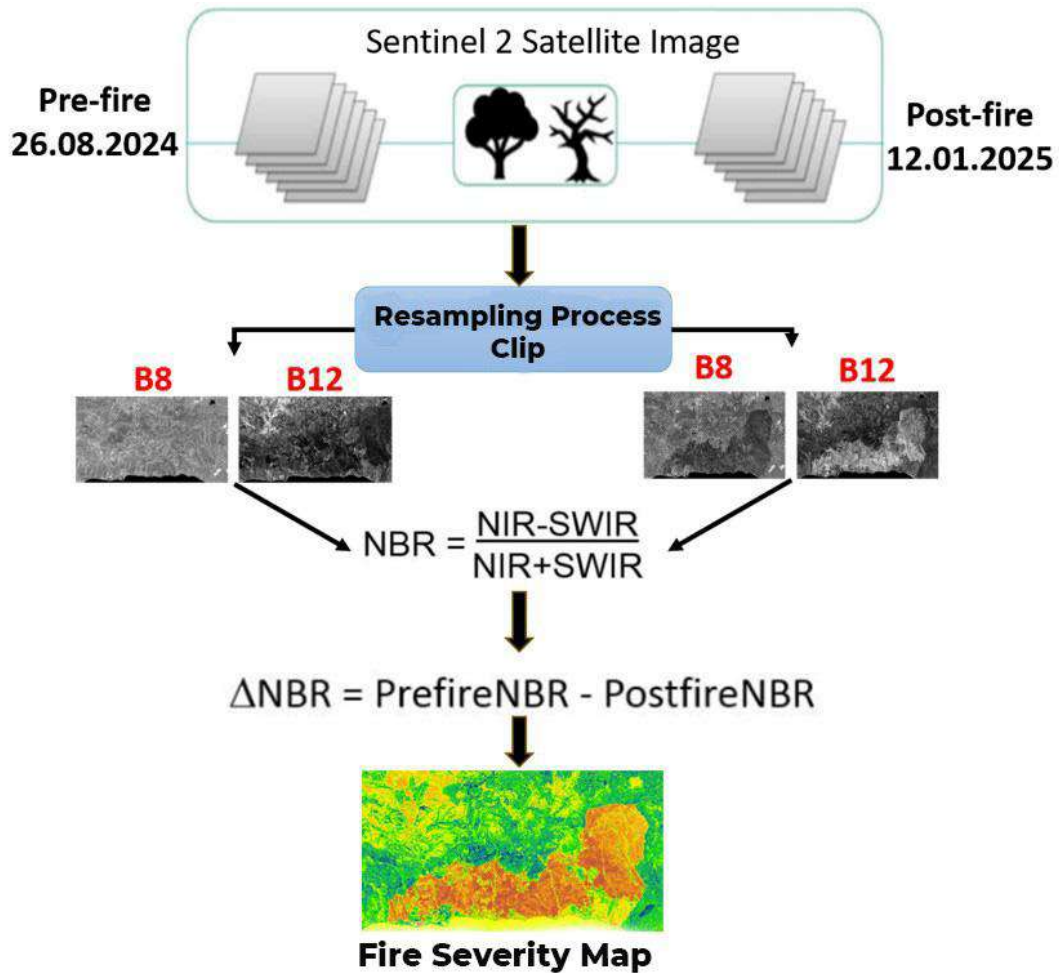 Sentinel 2 Satellite Image
Pre-fire
26.08.2024
Post-fire
12.01.2025
Resampling Process
Clip
B8
B12
B8
B12
NBR = NIR-SWIR
NIR+SWIR
ΔNBR = PrefireNBR - PostfireNBR
Fire Severity Map